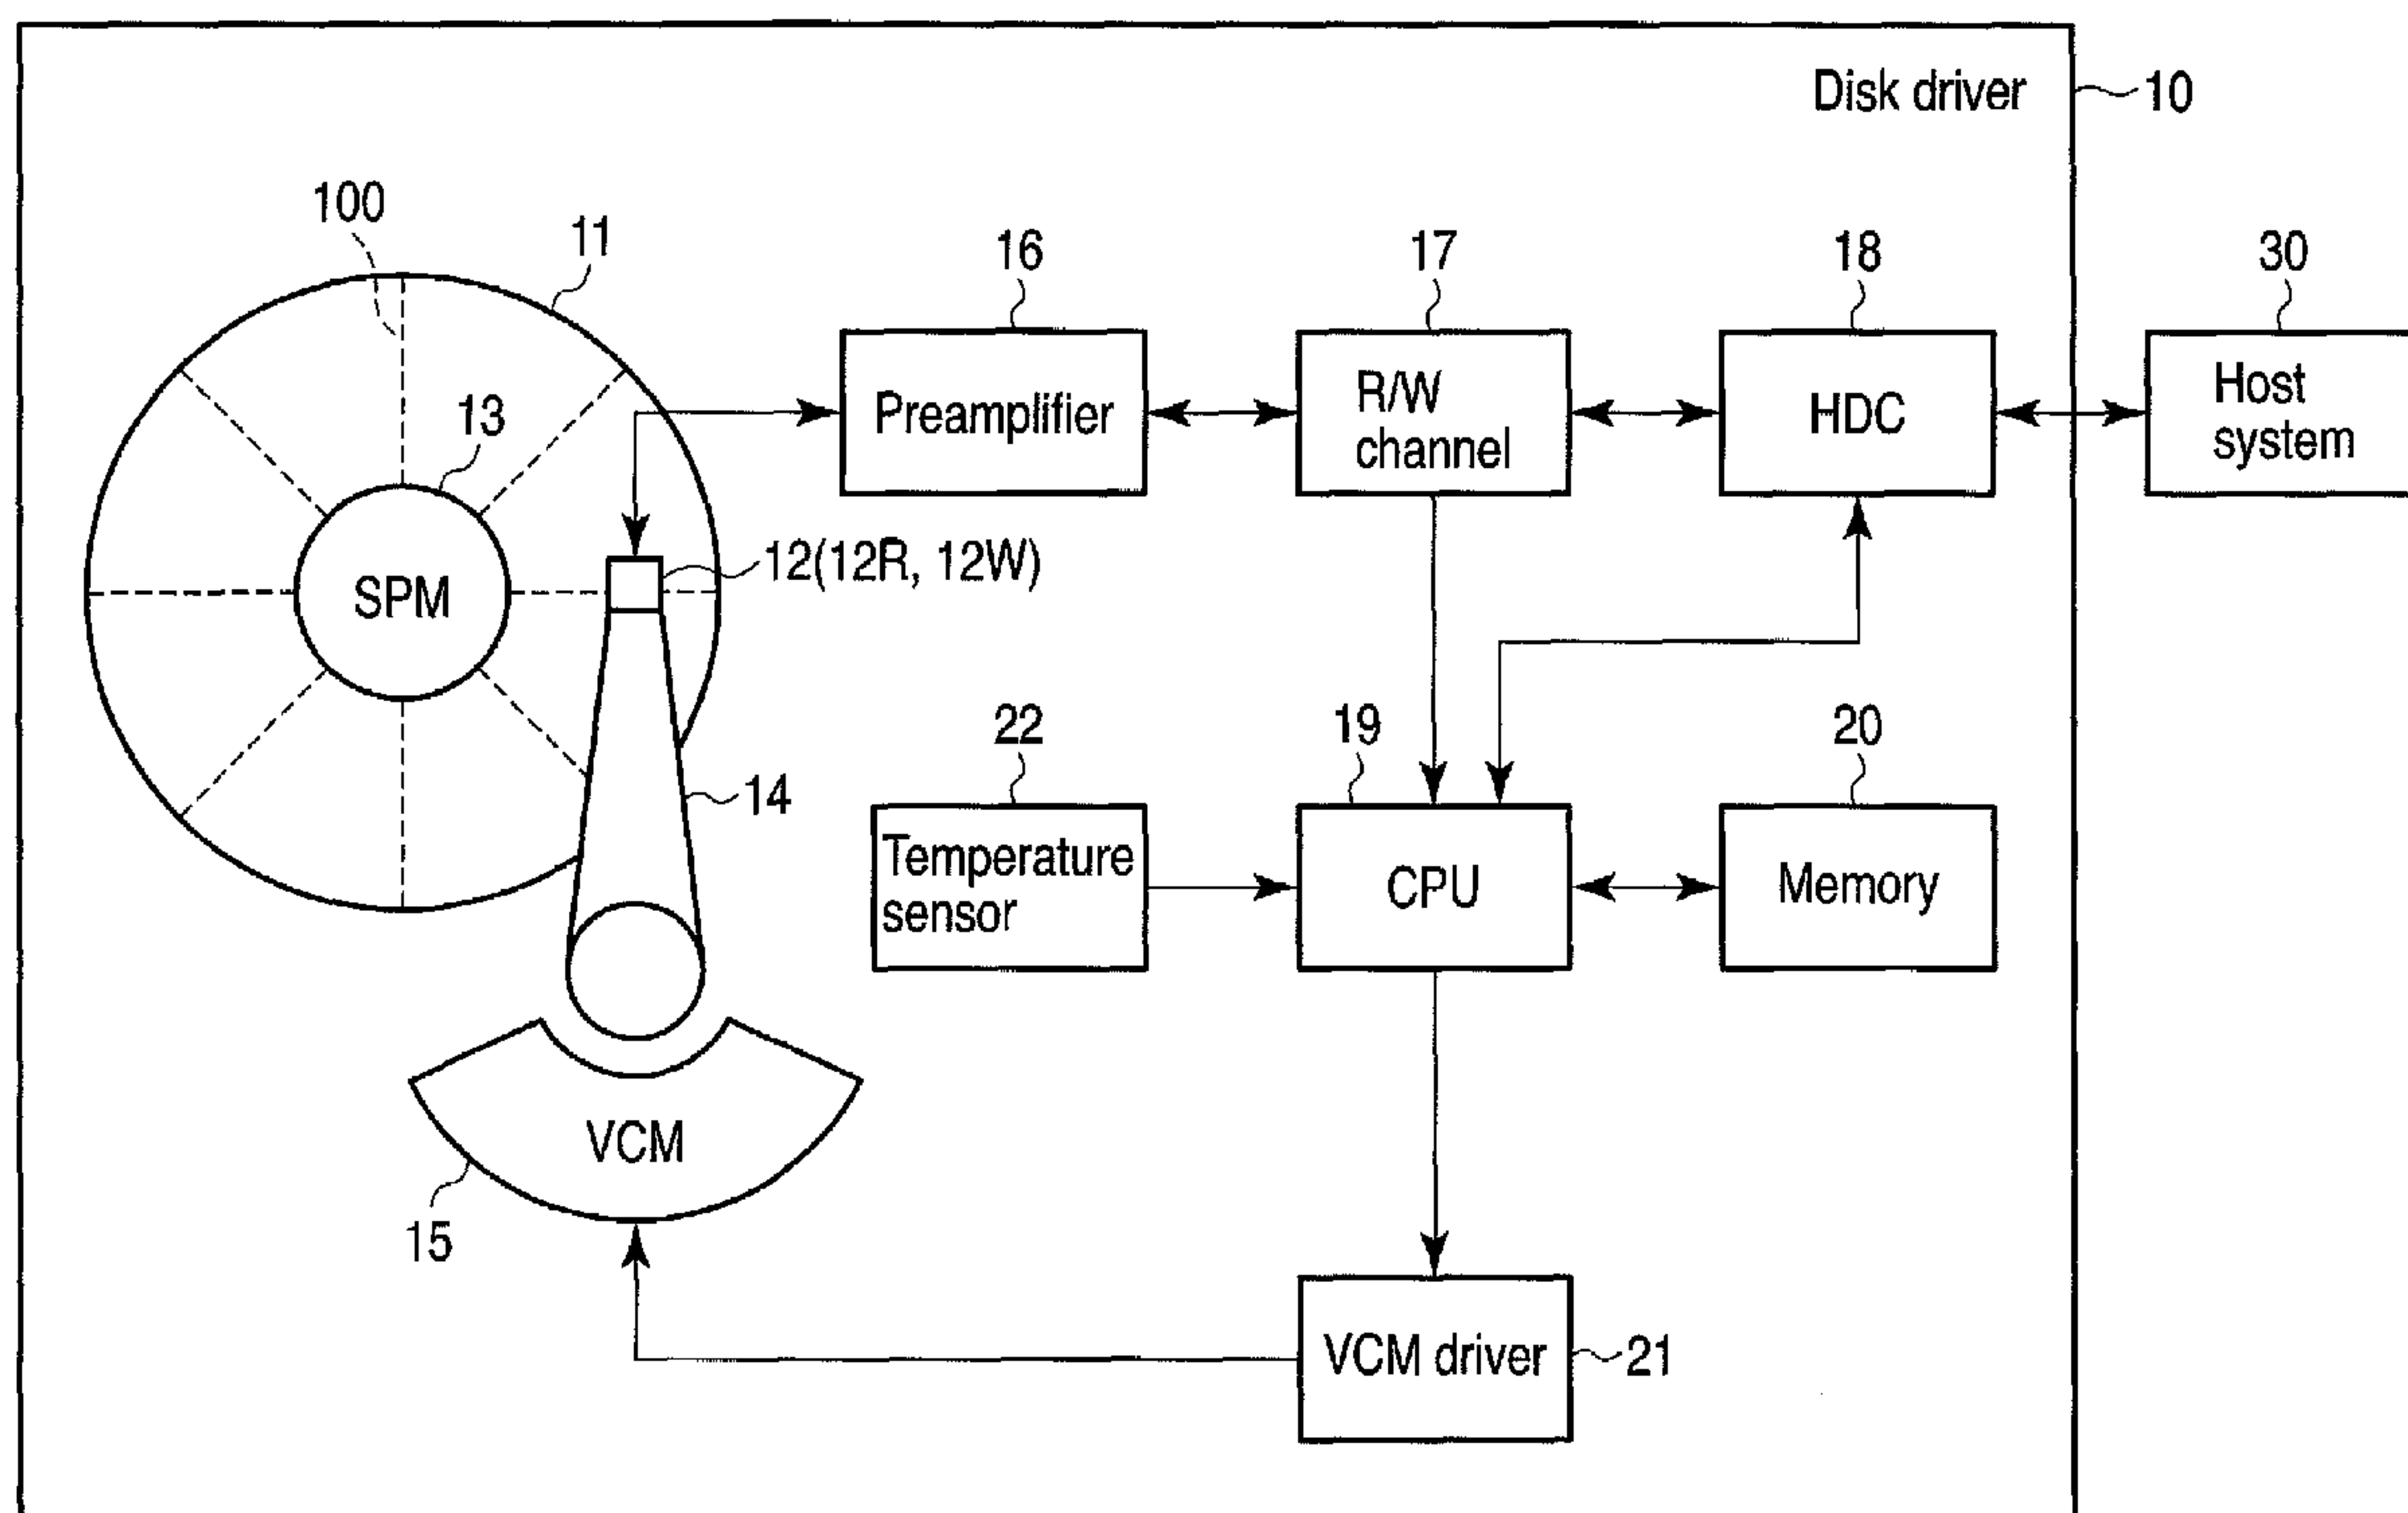 Disk driver
10
100
11
16
17
18
30
13
Preamplifier
R/W
channel
HDC
Host
system
SPM
12(12R, 12W)
22
19
20
14
Temperature
sensor
CPU
Memory
VCM
15
VCM driver
21